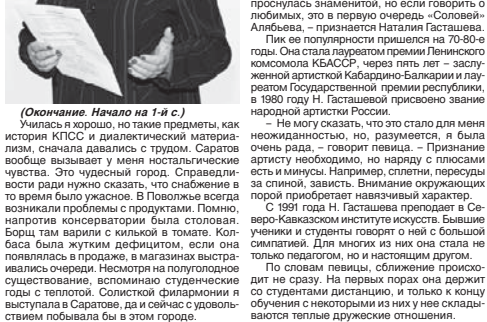 (Окончание. Начало на 1-й с.)
Училась я хорошо, но такие предметы, как
история КПСС и диалектический материа-
лизм, сначала давались с трудом. Саратов
вообще вызывает у меня ностальгические
чувства. Это чудесный город. Справедли-
вости ради нужно сказать, что снабжение в
то время было ужасное. В Поволжье всегда
возникали проблемы с продуктами. Помню,
напротив консерватории была столовая.
Борщ там варили с килькой в томате. Кол-
баса была жутким дефицитом, если она
появлялась в продаже, в магазинах выстра-
ивались очереди. Несмотря на полуголодное
существование, вспоминаю студенческие
годы с теплотой. Солисткой филармонии я
выступала в Саратове, да и сейчас с удоволь-
ствием побывала бы в этом городе.
проснулась знаменитой, но если говорить о
любимых, это в первую очередь «Соловей»
Алябьева, – признается Наталия Гасташева.
Пик ее популярности пришелся на 70-80-е
годы. Она стала лауреатом премии Ленинского
комсомола КБАССР, через пять лет – заслу-
женной артисткой Кабардино-Балкарии и лау-
реатом Государственной премии республики,
в 1980 году Н. Гасташевой присвоено звание
народной артистки России.
– Не могу сказать, что это стало для меня
неожиданностью, но, разумеется, я была
очень рада, – говорит певица. – Признание
артисту необходимо, но наряду с плюсами
есть и минусы. Например, сплетни, пересуды
за спиной, зависть. Внимание окружающих
порой приобретает навязчивый характер.
С 1991 года Н. Гасташева преподает в Се-
веро-Кавказском институте искусств. Бывшие
ученики и студенты говорят о ней с большой
симпатией. Для многих из них она стала не
только педагогом, но и настоящим другом.
По словам певицы, сближение происхо-
дит не сразу. На первых порах она держит
со студентами дистанцию, и только к концу
обучения с некоторыми из них у нее склады-
ваются теплые дружеские отношения.